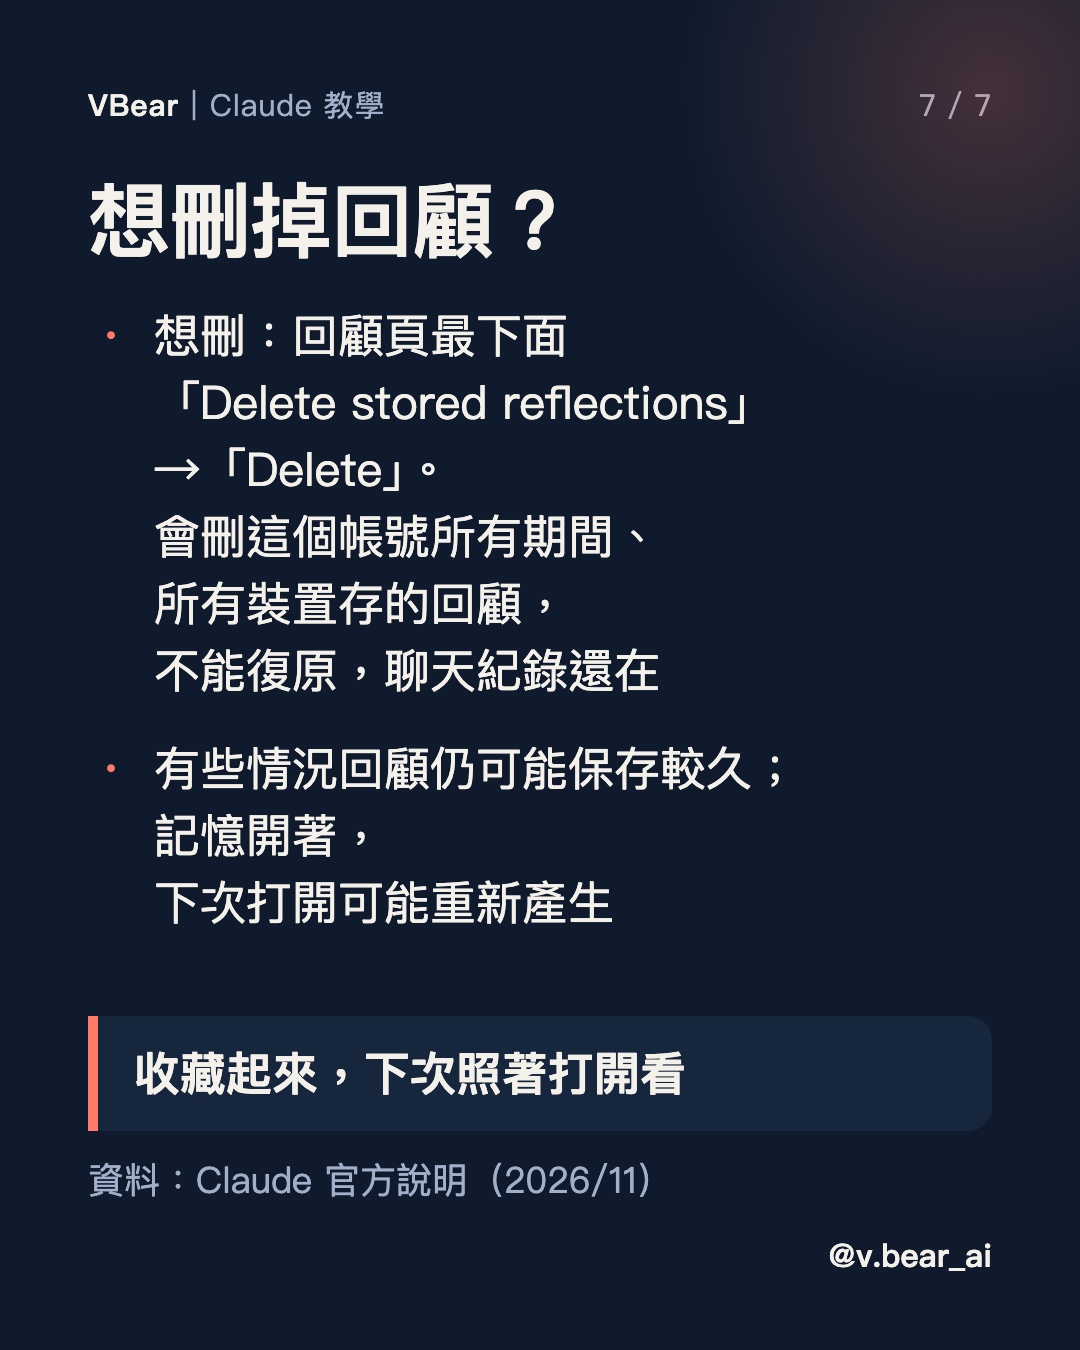 VBear｜Claude 教學
7 / 7
想刪掉回顧？
· 想刪：回顧頁最下面
「Delete stored reflections」
→「Delete」。
會刪這個帳號所有期間、
所有裝置存的回顧，
不能復原，聊天紀錄還在
· 有些情況回顧仍可能保存較久；
記憶開著，
下次打開可能重新產生
收藏起來，下次照著打開看
資料：Claude 官方說明（2026/11）
@v.bear_ai